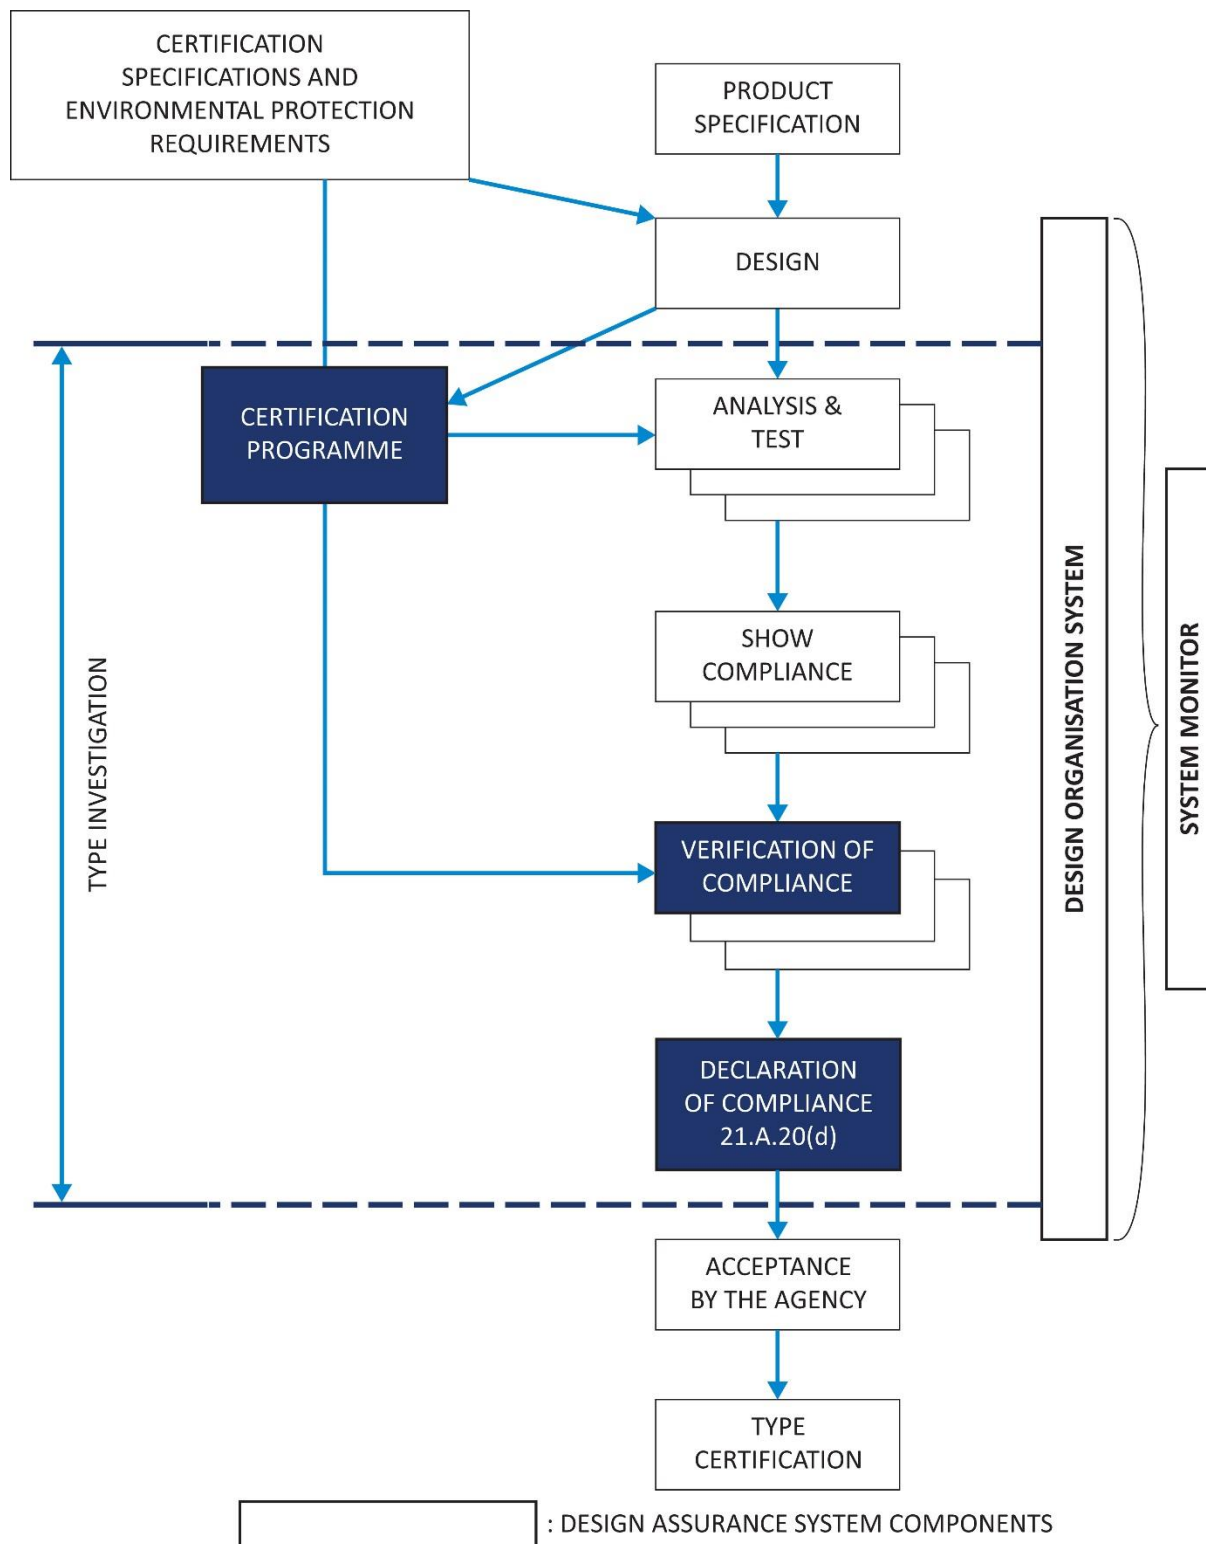 CERTIFICATION
SPECIFICATIONS AND
ENVIRONMENTAL PROTECTION
REQUIREMENTS
PRODUCT
SPECIFICATION
DESIGN
CERTIFICATION
PROGRAMME
ANALYSIS &
TEST
SHOW
COMPLIANCE
TYPE INVESTIGATION
DESIGN ORGANISATION SYSTEM
SYSTEM MONITOR
VERIFICATION OF
COMPLIANCE
DECLARATION
OF COMPLIANCE
21.A.20(d)
ACCEPTANCE
BY THE AGENCY
TYPE
CERTIFICATION
: DESIGN ASSURANCE SYSTEM COMPONENTS